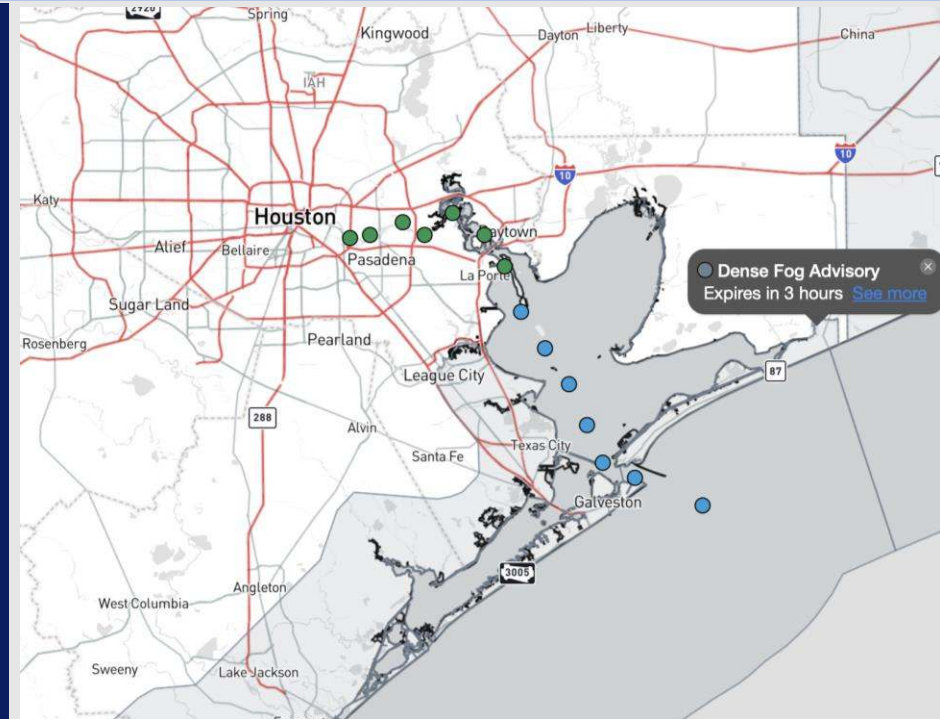 2920
Spring
Kingwood
Dayton
Liberty
China
IAH
10
10
Katy
Houston
Alief
Bellaire
Pasadena
La Porte
Dense Fog Advisory
Expires in 3 hours See more
Sugar Land
Rosenberg
Pearland
League City
87
288
Alvin
Texas City
Santa Fe
Galveston
3005
Angleton
West Columbia
Sweeny
Lake Jackson